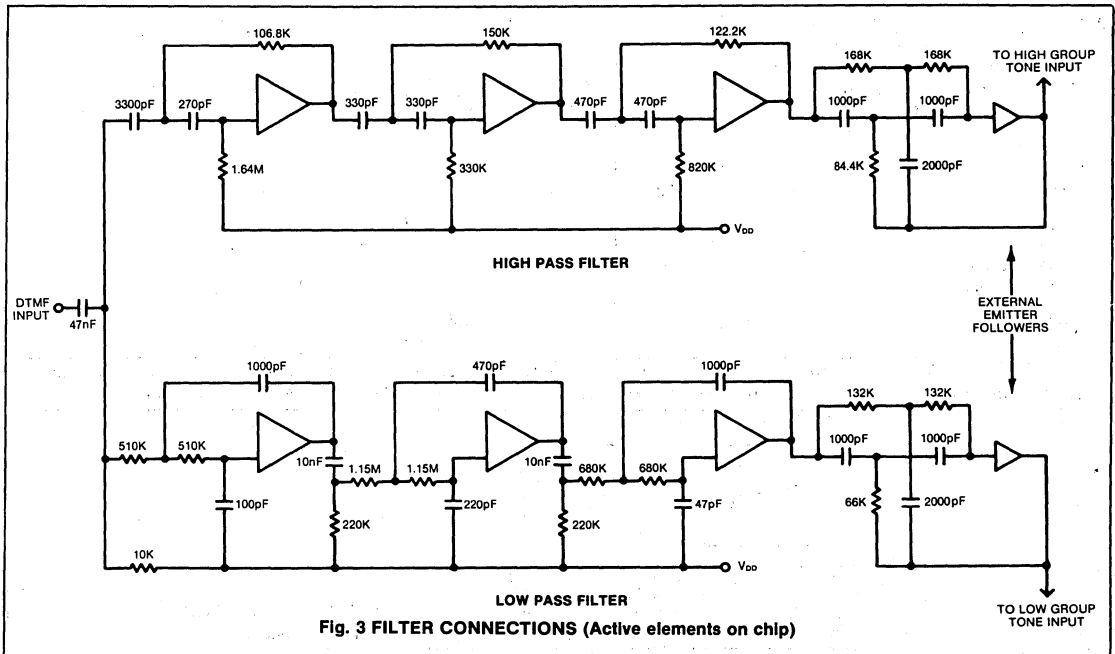 106.8K
150K
122.2K
168K 168K
TO HIGH GROUP
TONE INPUT
3300pF 270pF
330pF 330pF
470pF 470pF
1000pF 1000pF
1.64M
330K
820K
84.4K
2000pF
VDD
HIGH PASS FILTER
DTMF
INPUT
47nF
EXTERNAL
EMITTER
FOLLOWERS
1000pF
470pF
1000pF
132K 132K
510K 510K
10nF
1.15M 1.15M
10nF
680K 680K
1000pF 1000pF
100pF
220K
220pF
220K
47pF
66K
2000pF
10K
VDD
LOW PASS FILTER
TO LOW GROUP
TONE INPUT
Fig. 3 FILTER CONNECTIONS (Active elements on chip)